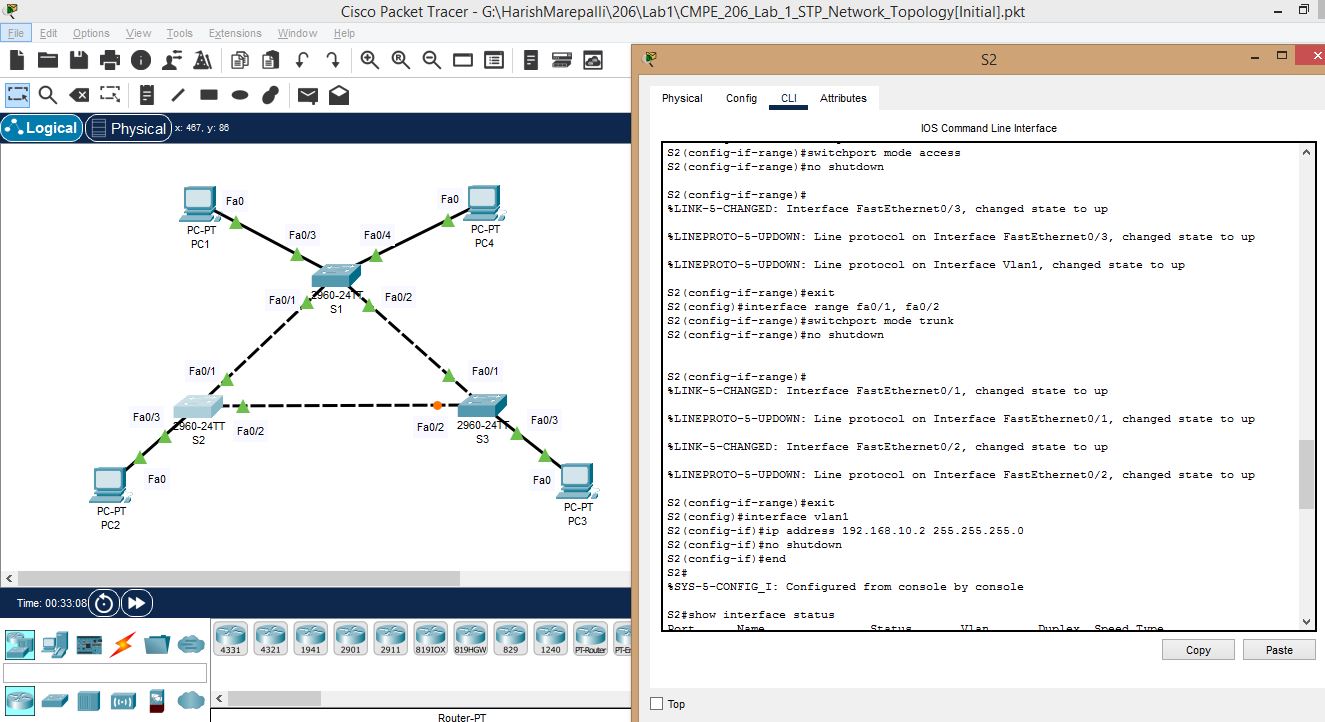 Cisco Packet Tracer - G:\HarishMarepalli\206\Lab1\CMPE_206_Lab_1_STP_Network_Topology[Initial].pkt
File Edit Options View Tools Extensions Window Help
Logical Physical x: 467, y: 86
Fa0
Fa0
PC-PT
PC1
PC-PT
PC4
Fa0/3
Fa0/4
Fa0/1
2960-24TT
Fa0/2
S1
Fa0/1
Fa0/1
Fa0/3
2960-24TT
S2
Fa0/2
Fa0/2
2960-24TT
S3
Fa0/3
Fa0
Fa0
PC-PT
PC2
PC-PT
PC3
Time: 00:33:08
4331 4321 1941 2901 2911 819IOX 819HGW 829 1240 PT-Router
Router-PT
S2
Physical Config CLI Attributes
IOS Command Line Interface
S2(config-if-range)#switchport mode access
S2(config-if-range)#no shutdown
S2(config-if-range)#
%LINK-5-CHANGED: Interface FastEthernet0/3, changed state to up
%LINEPROTO-5-UPDOWN: Line protocol on Interface FastEthernet0/3, changed state to up
%LINEPROTO-5-UPDOWN: Line protocol on Interface Vlan1, changed state to up
S2(config-if-range)#exit
S2(config)#interface range fa0/1, fa0/2
S2(config-if-range)#switchport mode trunk
S2(config-if-range)#no shutdown
S2(config-if-range)#
%LINK-5-CHANGED: Interface FastEthernet0/1, changed state to up
%LINEPROTO-5-UPDOWN: Line protocol on Interface FastEthernet0/1, changed state to up
%LINK-5-CHANGED: Interface FastEthernet0/2, changed state to up
%LINEPROTO-5-UPDOWN: Line protocol on Interface FastEthernet0/2, changed state to up
S2(config-if-range)#exit
S2(config)#interface vlan1
S2(config-if)#ip address 192.168.10.2 255.255.255.0
S2(config-if)#no shutdown
S2(config-if)#end
S2#
%SYS-5-CONFIG_I: Configured from console by console
S2#show interface status
Port Name Status Vlan Duplex Speed Type
Copy Paste
Top